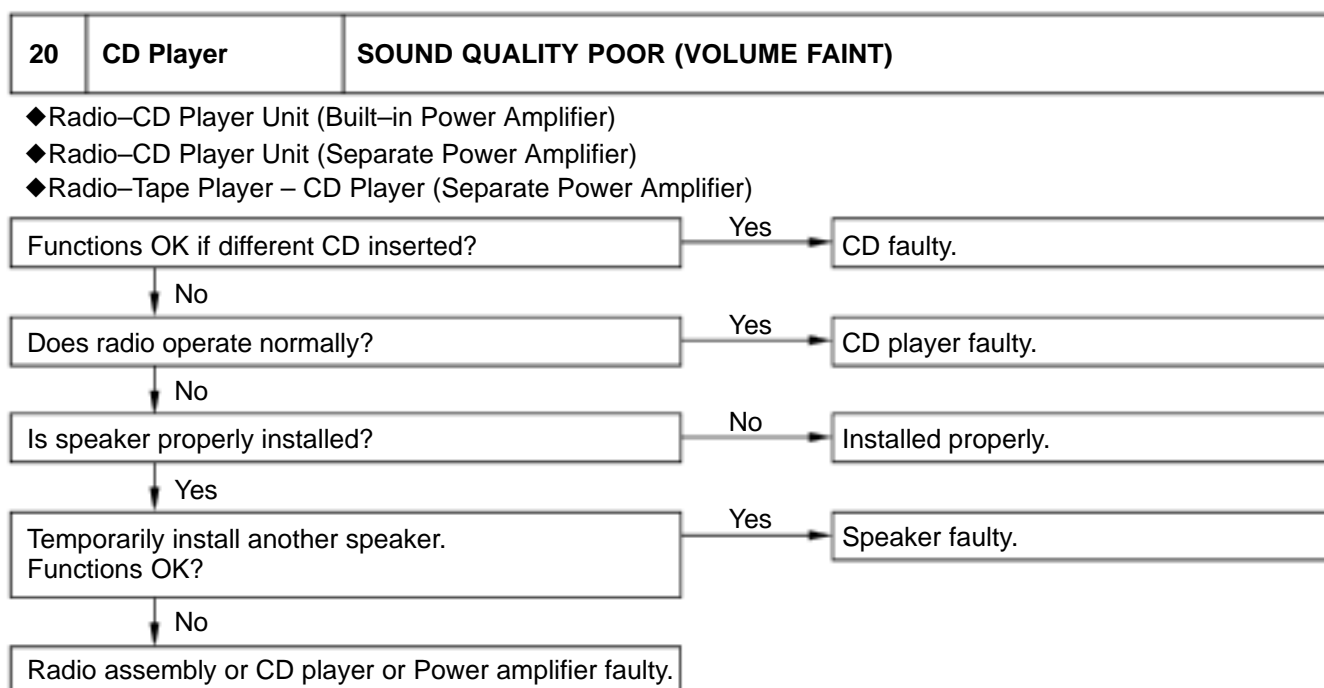 20 CD Player SOUND QUALITY POOR (VOLUME FAINT)
◆Radio–CD Player Unit (Built–in Power Amplifier)
◆Radio–CD Player Unit (Separate Power Amplifier)
◆Radio–Tape Player – CD Player (Separate Power Amplifier)
Functions OK if different CD inserted? Yes CD faulty.
No
Does radio operate normally? Yes CD player faulty.
No
Is speaker properly installed? No Installed properly.
Yes
Temporarily install another speaker. Yes Speaker faulty.
Functions OK?
No
Radio assembly or CD player or Power amplifier faulty.